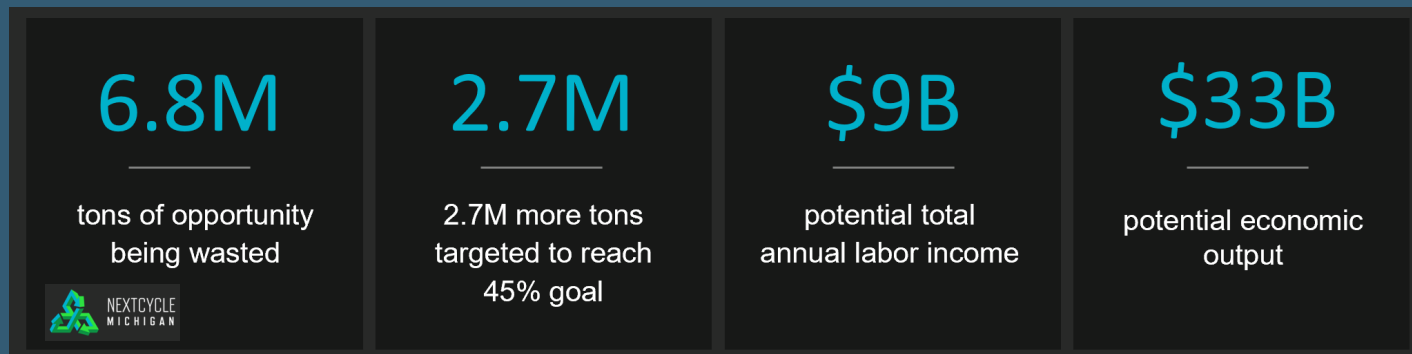 6.8M
tons of opportunity
being wasted
NEXTCYCLE
MICHIGAN
2.7M
2.7M more tons
targeted to reach
45% goal
$9B
potential total
annual labor income
$33B
potential economic
output